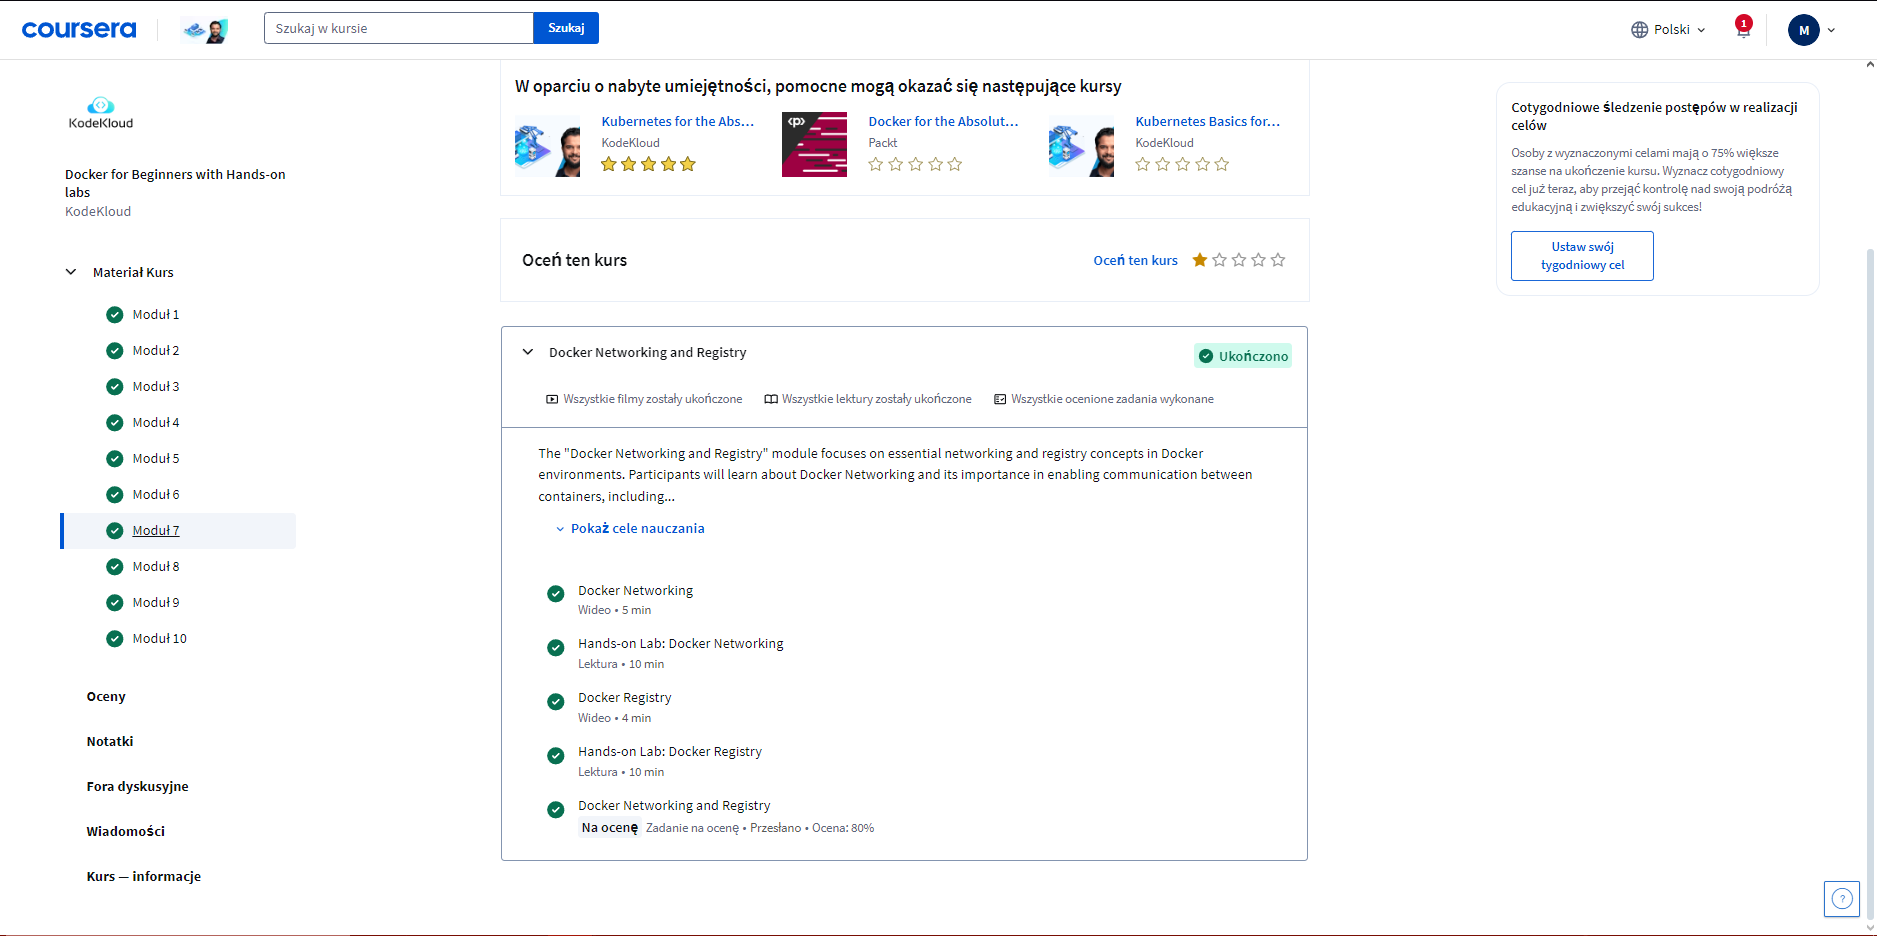 coursera
Szukaj w kursie
Szukaj
Polski
1
M
KodeKloud
Docker for Beginners with Hands-on
labs
KodeKloud
Materiał Kurs
Moduł 1
Moduł 2
Moduł 3
Moduł 4
Moduł 5
Moduł 6
Moduł 7
Moduł 8
Moduł 9
Moduł 10
Oceny
Notatki
Fora dyskusyjne
Wiadomości
Kurs — informacje
W oparciu o nabyte umiejętności, pomocne mogą okazać się następujące kursy
Kubernetes for the Abs...
KodeKloud
<p>
Docker for the Absolut...
Packt
Kubernetes Basics for...
KodeKloud
Oceń ten kurs
Oceń ten kurs
Docker Networking and Registry
Ukończono
Wszystkie filmy zostały ukończone
Wszystkie lektury zostały ukończone
Wszystkie ocenione zadania wykonane
The "Docker Networking and Registry" module focuses on essential networking and registry concepts in Docker
environments. Participants will learn about Docker Networking and its importance in enabling communication between
containers, including...
Pokaż cele nauczania
Docker Networking
Wideo • 5 min
Hands-on Lab: Docker Networking
Lektura • 10 min
Docker Registry
Wideo • 4 min
Hands-on Lab: Docker Registry
Lektura • 10 min
Docker Networking and Registry
Na ocenę Zadanie na ocenę • Przesłano • Ocena: 80%
Cotygodniowe śledzenie postępów w realizacji
celów
Osoby z wyznaczonymi celami mają o 75% większe
szanse na ukończenie kursu. Wyznacz cotygodniowy
cel już teraz, aby przejąć kontrolę nad swoją podróżą
edukacyjną i zwiększyć swój sukces!
Ustaw swój
tygodniowy cel
?